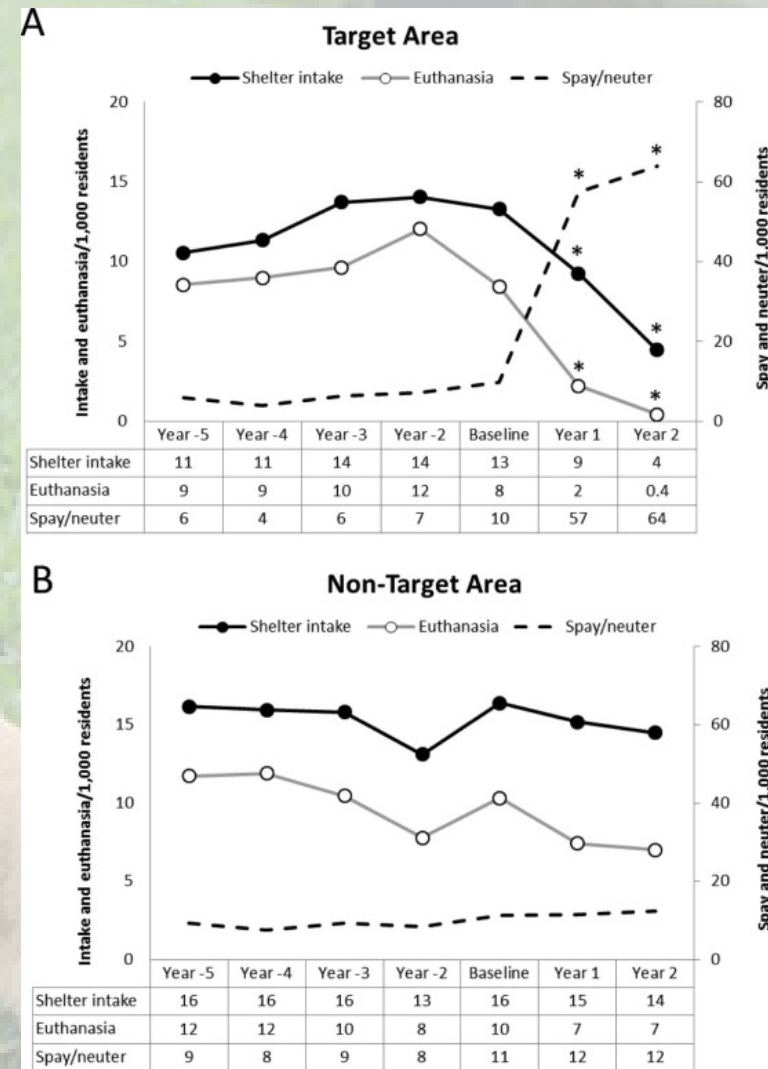 A
Target Area
Shelter intake Euthanasia Spay/neuter
Intake and euthanasia/1,000 residents
Spay and neuter/1,000 residents
20 80
* *
15 60
*
10 40
*
5 20
* *
0 0
Year -5 Year -4 Year -3 Year -2 Baseline Year 1 Year 2
Shelter intake 11 11 14 14 13 9 4
Euthanasia 9 9 10 12 8 2 0.4
Spay/neuter 6 4 6 7 10 57 64
B
Non-Target Area
Shelter intake Euthanasia Spay/neuter
Intake and euthanasia/1,000 residents
Spay and neuter/1,000 residents
20 80
15 60
10 40
5 20
0 0
Year -5 Year -4 Year -3 Year -2 Baseline Year 1 Year 2
Shelter intake 16 16 16 13 16 15 14
Euthanasia 12 12 10 8 10 7 7
Spay/neuter 9 8 9 8 11 12 12